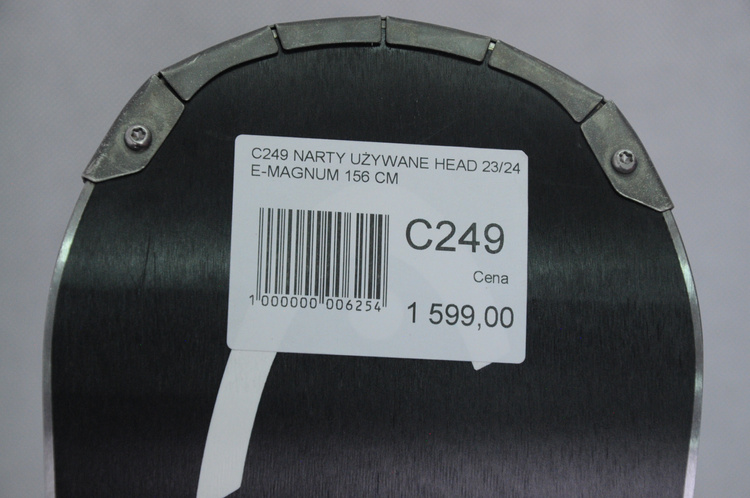 C249 NARTY UŻYWANE HEAD 23/24
E-MAGNUM 156 CM
C249
Cena
1 599,00
1 000000 006254